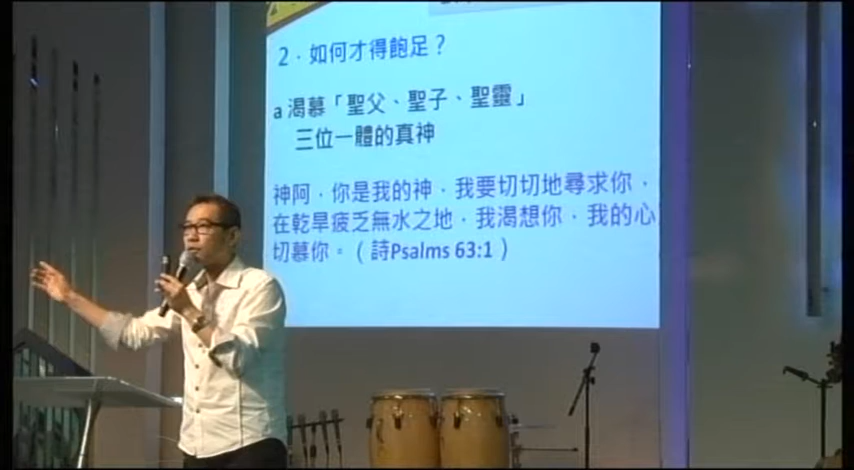 2．如何才得飽足？
a 渴慕「聖父、聖子、聖靈」
三位一體的真神
神阿，你是我的神，我要切切地尋求你，
在乾旱疲乏無水之地，我渴想你，我的心
切慕你。（詩Psalms 63:1）